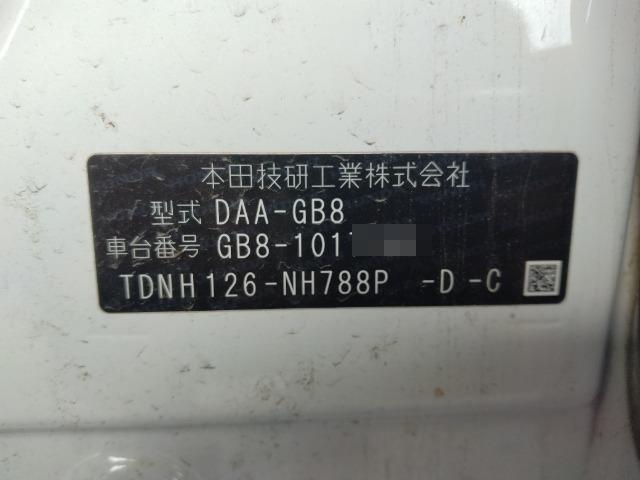 本田技研工業株式会社
型式 DAA-GB8
車台番号 GB8-101
TDNH126-NH788P -D -C